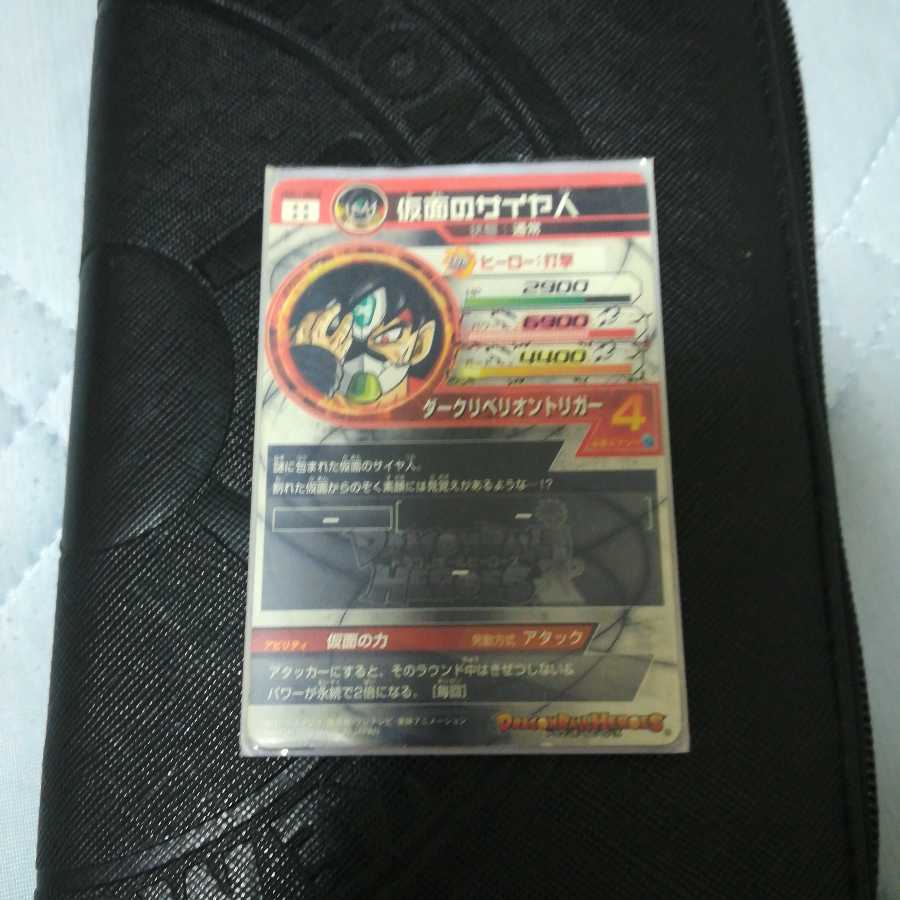 仮面のサイヤ人
状態:通常
ヒーロー:打撃
2900
6900
4400
ダークリベリオントリガー 4
謎に包まれた仮面のサイヤ人。
割れた仮面からのぞく素顔には見覚えがあるような…!?
DRAGONBALL
HEROES
アビリティ 仮面の力 発動方式 アタック
アタッカーにすると、そのラウンド中はきぜつしない&
パワーが永続で2倍になる。[毎回]
DRAGONBALL HEROES